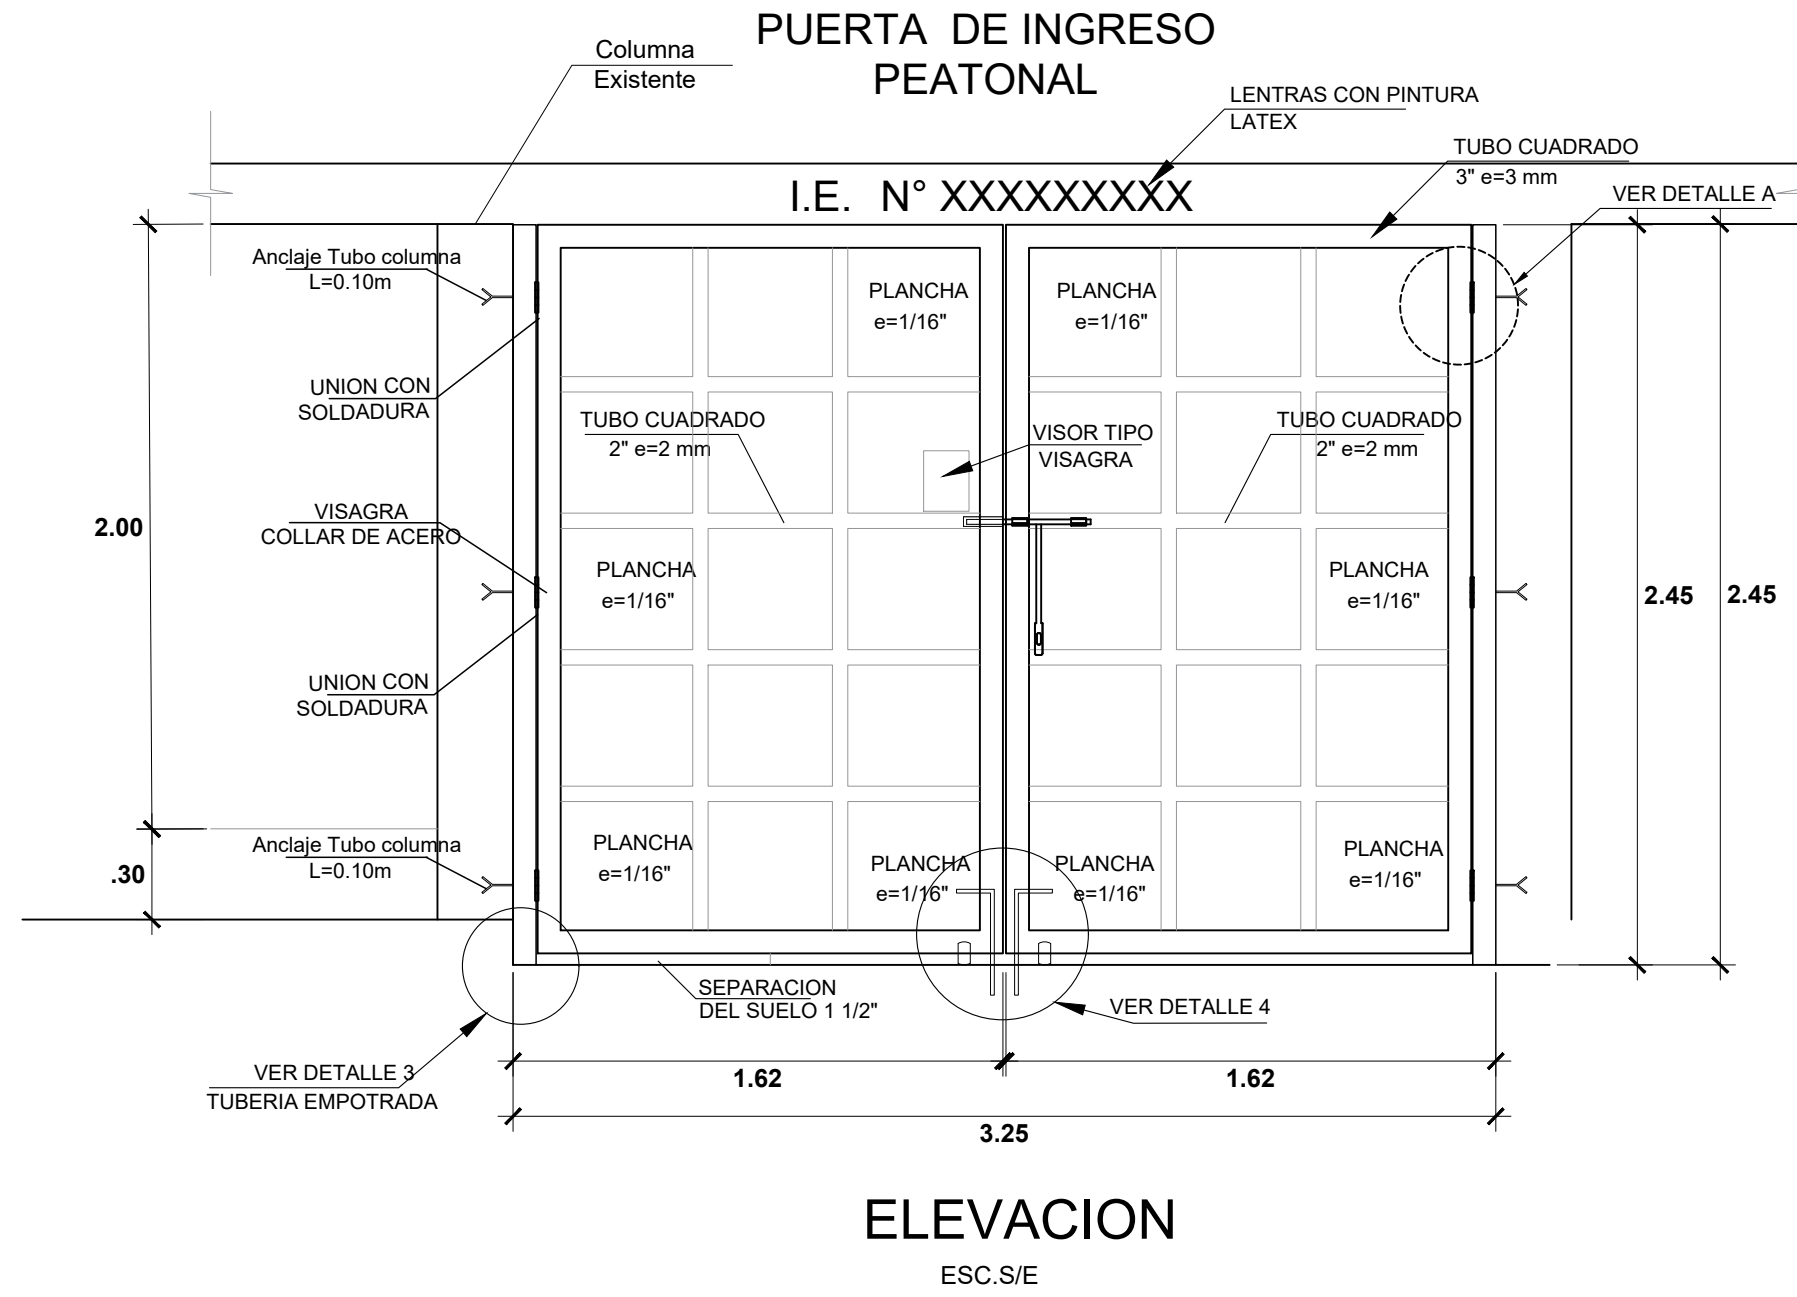 PUERTA DE INGRESO
PEATONAL
Columna
Existente
LENTRAS CON PINTURA
LATEX
TUBO CUADRADO
3" e=3 mm
VER DETALLE A
I.E. N° XXXXXXXXX
Anclaje Tubo columna
L=0.10m
PLANCHA
e=1/16"
PLANCHA
e=1/16"
UNION CON
SOLDADURA
TUBO CUADRADO
2" e=2 mm
VISOR TIPO
VISAGRA
TUBO CUADRADO
2" e=2 mm
2.00
VISAGRA
COLLAR DE ACERO
PLANCHA
e=1/16"
PLANCHA
e=1/16"
2.45
2.45
UNION CON
SOLDADURA
Anclaje Tubo columna
L=0.10m
.30
PLANCHA
e=1/16"
PLANCHA
e=1/16"
PLANCHA
e=1/16"
PLANCHA
e=1/16"
SEPARACION
DEL SUELO 1 1/2"
VER DETALLE 4
VER DETALLE 3
TUBERIA EMPOTRADA
1.62
1.62
3.25
ELEVACION
ESC.S/E